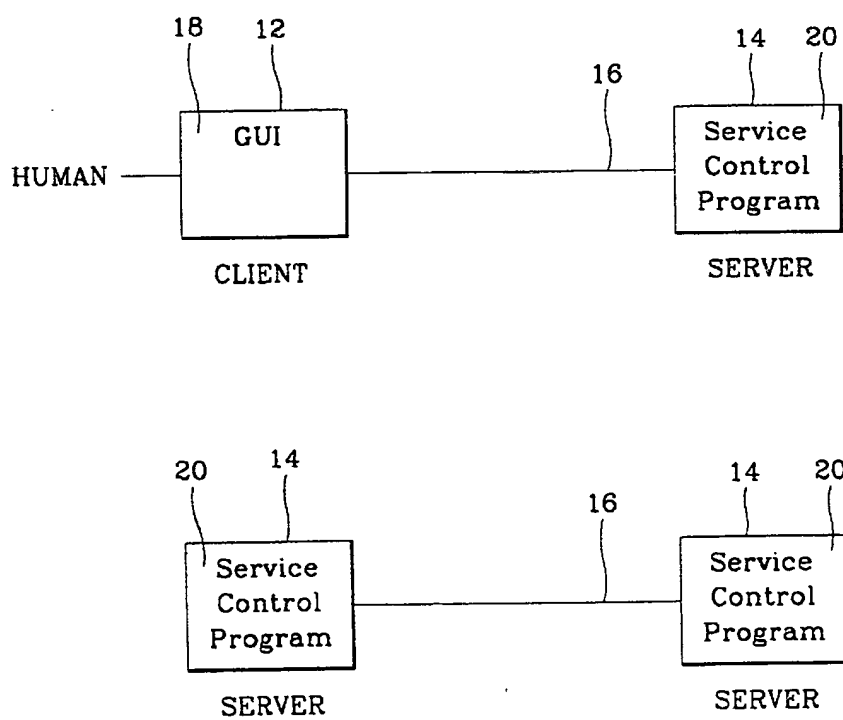 18 12 14 20
GUI
16
Service
Control
Program
HUMAN
CLIENT
SERVER
20 14 16 14 20
Service
Control
Program
Service
Control
Program
SERVER
SERVER